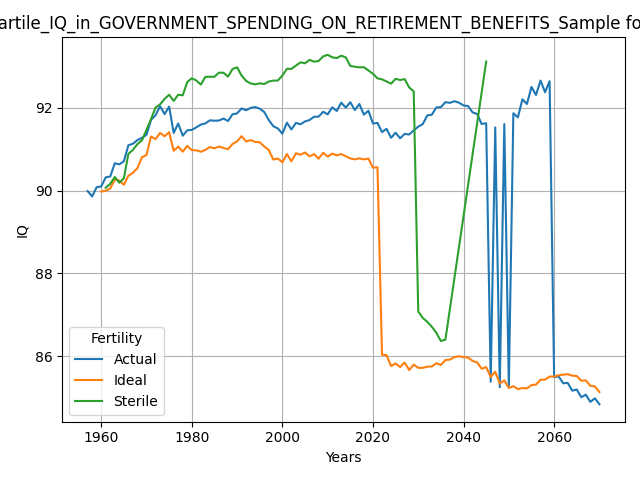 artile_IQ_in_GOVERNMENT_SPENDING_ON_RETIREMENT_BENEFITS_Sample fo
92
90
88
86
IQ
Fertility
Actual
Ideal
Sterile
1960
1980
2000
2020
2040
2060
Years